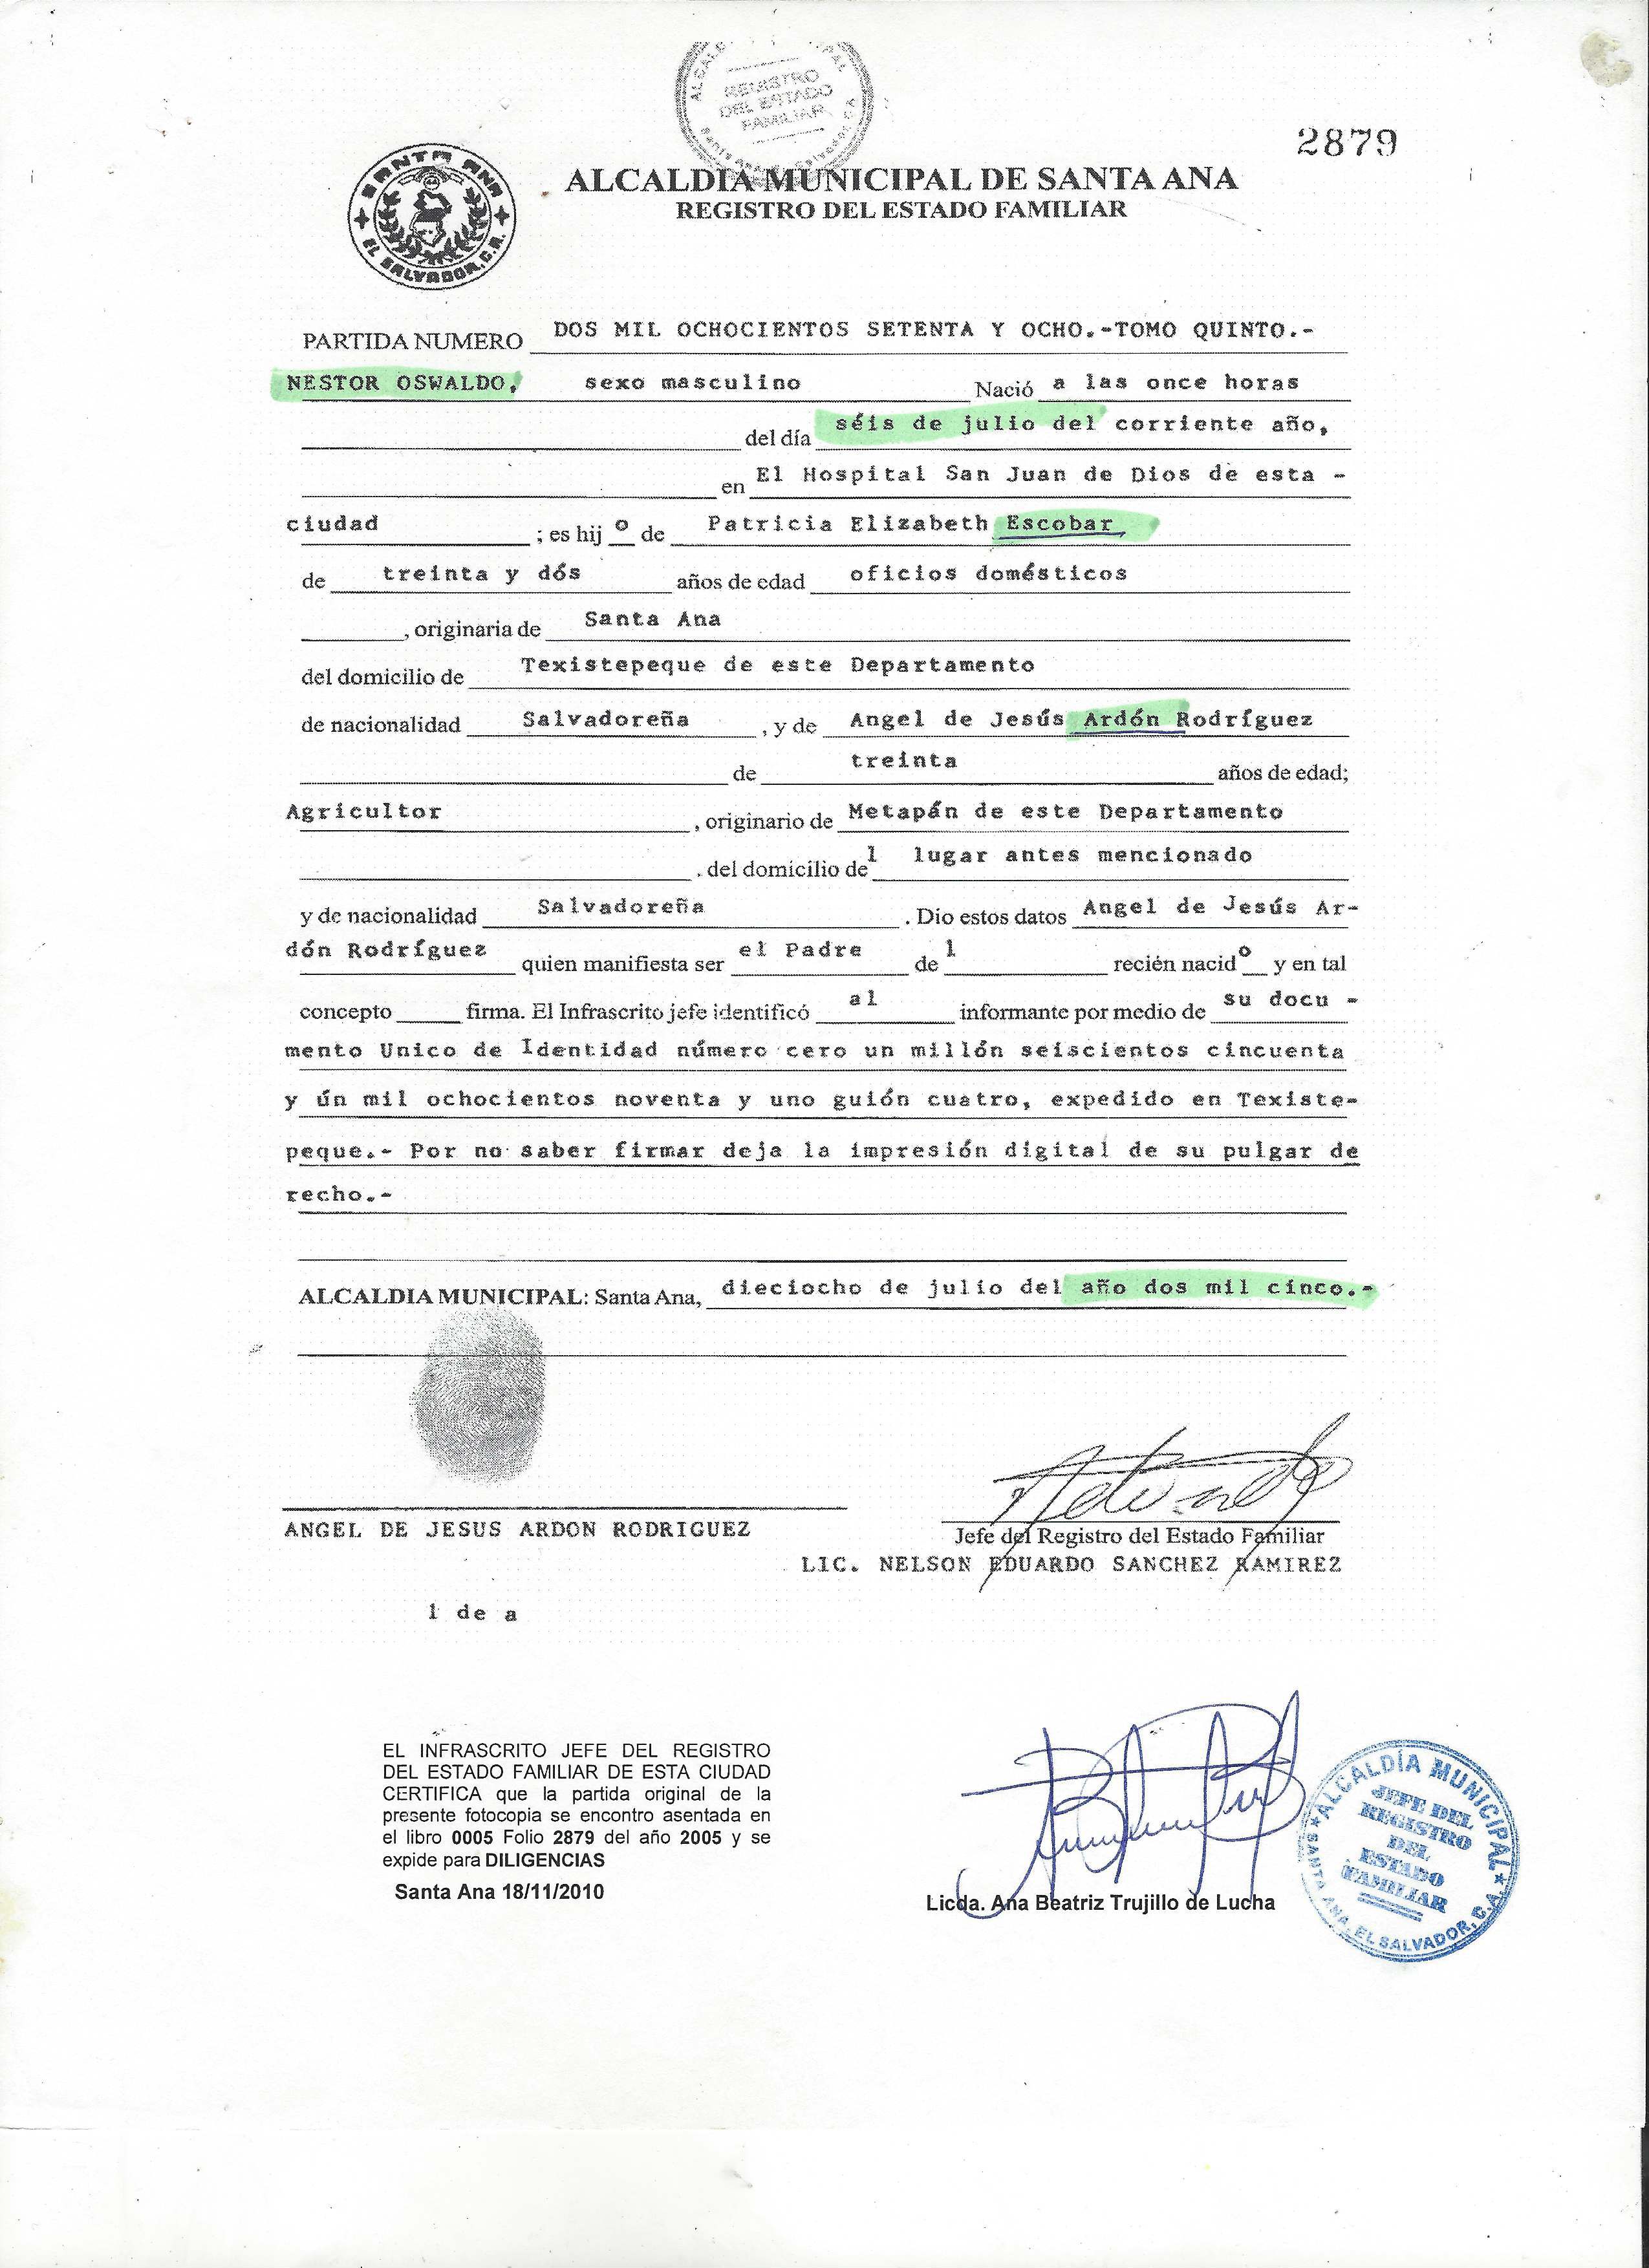 REGISTRO
DEL ESTADO
FAMILIAR
2879
SANTA ANA
EL SALVADOR, C.A.
ALCALDIA MUNICIPAL DE SANTA ANA
REGISTRO DEL ESTADO FAMILIAR
PARTIDA NUMERO DOS MIL OCHOCIENTOS SETENTA Y OCHO.-TOMO QUINTO.-
NESTOR OSWALDO, sexo masculino Nació a las once horas
del día séis de julio del corriente año,
en El Hospital San Juan de Dios de esta -
ciudad ; es hij o de Patricia Elizabeth Escobar,
de treinta y dós años de edad oficios domésticos
, originaria de Santa Ana
del domicilio de Texistepeque de este Departamento
de nacionalidad Salvadoreña , y de Angel de Jesús Ardón Rodríguez
de treinta años de edad;
Agricultor , originario de Metapán de este Departamento
. del domicilio de l lugar antes mencionado
y de nacionalidad Salvadoreña . Dio estos datos Angel de Jesús Ar-
dón Rodríguez quien manifiesta ser el Padre de l recién nacid o y en tal
concepto firma. El Infrascrito jefe identificó al informante por medio de su docu -
mento Unico de Identidad número cero un millón seiscientos cincuenta
y ún mil ochocientos noventa y uno guión cuatro, expedido en Texiste-
peque.- Por no saber firmar deja la impresión digital de su pulgar de
recho.-
ALCALDIA MUNICIPAL: Santa Ana, dieciocho de julio del año dos mil cinco.-
ANGEL DE JESUS ARDON RODRIGUEZ
Jefe del Registro del Estado Familiar
LIC. NELSON EDUARDO SANCHEZ RAMIREZ
l de a
EL INFRASCRITO JEFE DEL REGISTRO
DEL ESTADO FAMILIAR DE ESTA CIUDAD
CERTIFICA que la partida original de la
presente fotocopia se encontro asentada en
el libro 0005 Folio 2879 del año 2005 y se
expide para DILIGENCIAS
Santa Ana 18/11/2010
Licda. Ana Beatriz Trujillo de Lucha
ALCALDÍA MUNICIPAL
JEFE DEL
REGISTRO
DEL
ESTADO
FAMILIAR
SANTA ANA, EL SALVADOR, C.A.